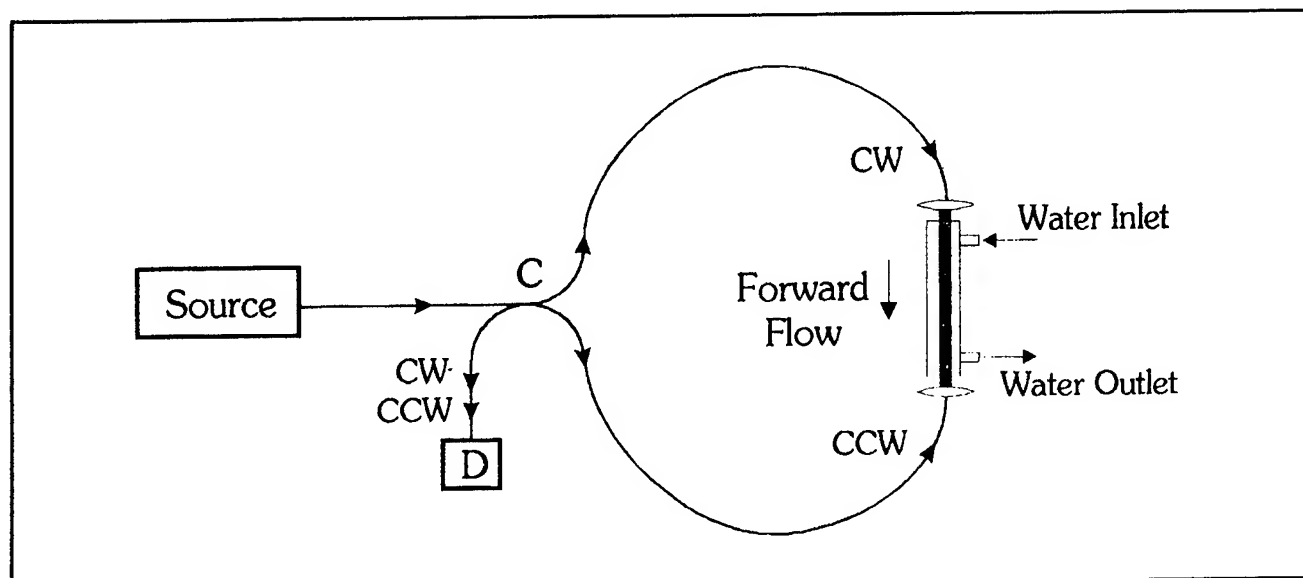 CW
Water Inlet
C
Source
Forward
Flow
CW
CCW
Water Outlet
CCW
D